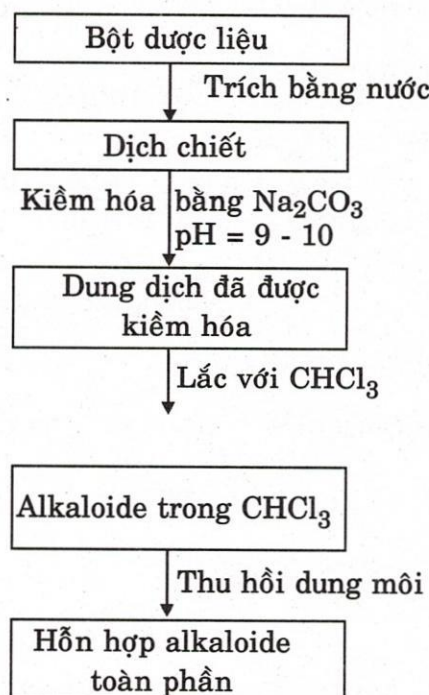 Bột dược liệu
Trích bằng nước
Dịch chiết
Kiềm hóa bằng Na₂CO₃
pH = 9 - 10
Dung dịch đã được
kiềm hóa
Lắc với CHCl₃
Alkaloide trong CHCl₃
Thu hồi dung môi
Hỗn hợp alkaloide
toàn phần